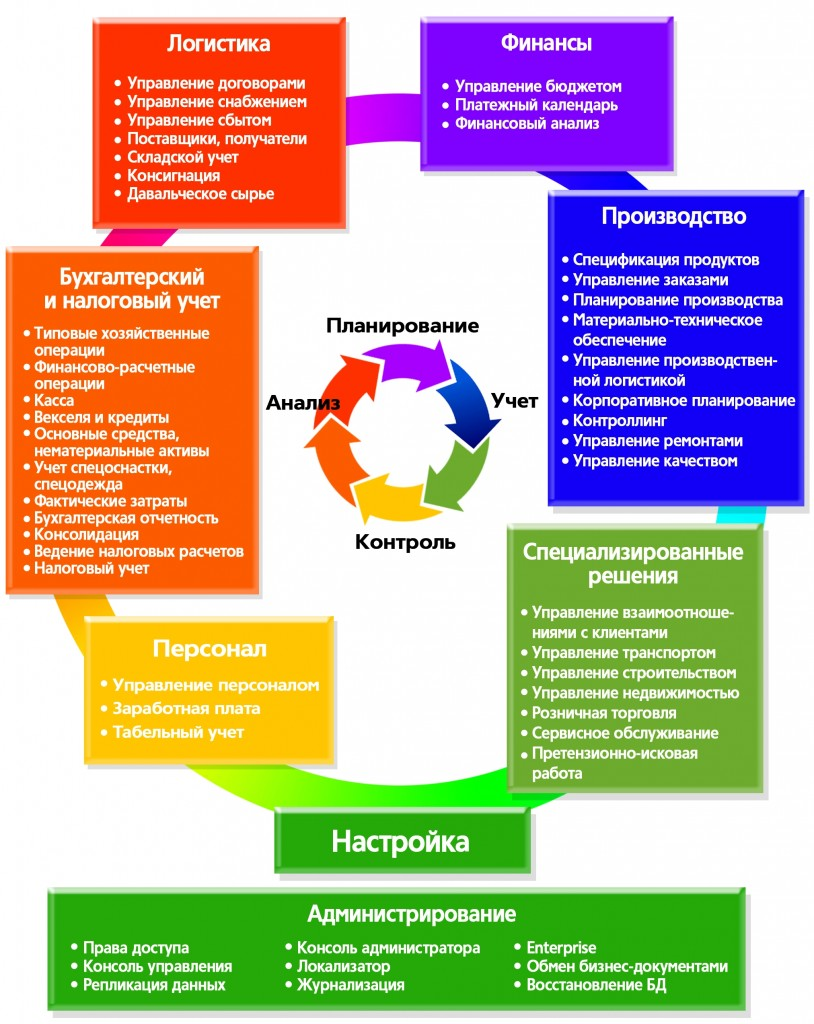 Логистика
• Управление договорами
• Управление снабжением
• Управление сбытом
• Поставщики, получатели
• Складской учет
• Консигнация
• Давальческое сырье
Финансы
• Управление бюджетом
• Платежный календарь
• Финансовый анализ
Производство
• Спецификация продуктов
• Управление заказами
• Планирование производства
• Материально-техническое
обеспечение
• Управление производствен-
ной логистикой
• Корпоративное планирование
• Контроллинг
• Управление ремонтами
• Управление качеством
Бухгалтерский
и налоговый учет
• Типовые хозяйственные
операции
• Финансово-расчетные
операции
• Касса
• Векселя и кредиты
• Основные средства,
нематериальные активы
• Учет спецоснастки,
спецодежда
• Фактические затраты
• Бухгалтерская отчетность
• Консолидация
• Ведение налоговых расчетов
• Налоговый учет
Планирование
Анализ
Учет
Контроль
Специализированные
решения
• Управление взаимоотноше-
ниями с клиентами
• Управление транспортом
• Управление строительством
• Управление недвижимостью
• Розничная торговля
• Сервисное обслуживание
• Претензионно-исковая
работа
Персонал
• Управление персоналом
• Заработная плата
• Табельный учет
Настройка
Администрирование
• Права доступа
• Консоль управления
• Репликация данных
• Консоль администратора
• Локализатор
• Журнализация
• Enterprise
• Обмен бизнес-документами
• Восстановление БД